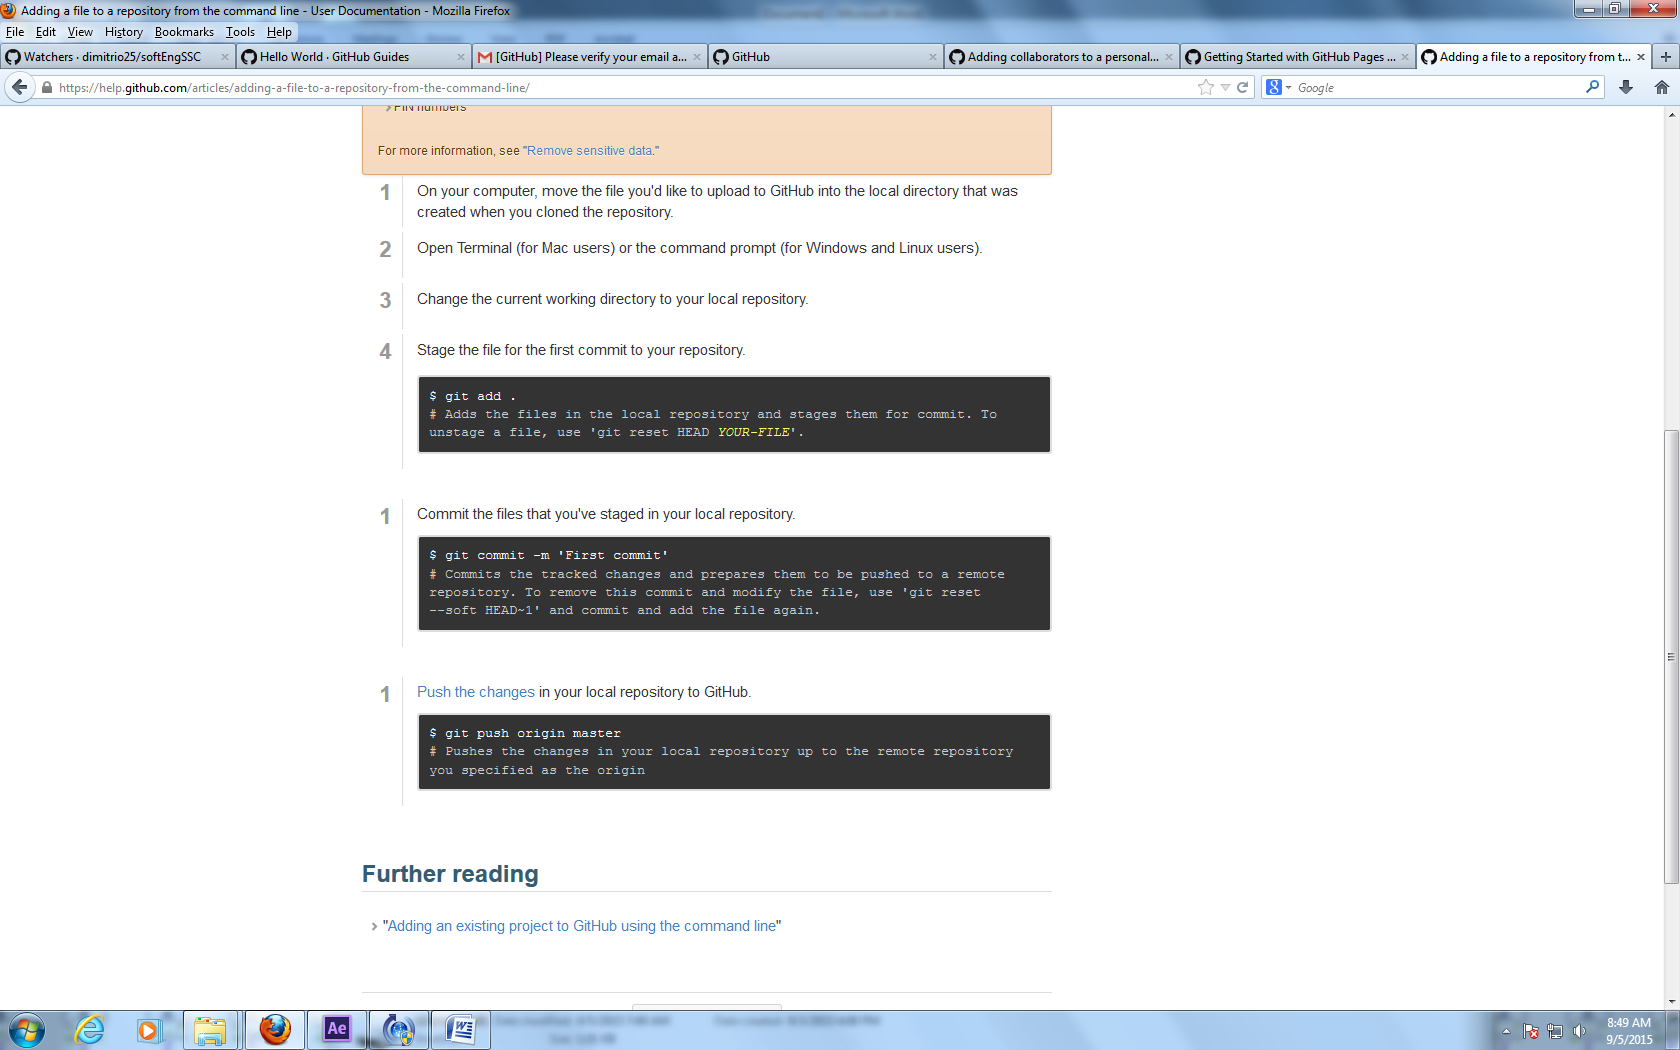 Adding a file to a repository from the command line - User Documentation - Mozilla Firefox
File Edit View History Bookmarks Tools Help
Watchers · dimitrio25/softEngSSC
Hello World · GitHub Guides
[GitHub] Please verify your email a...
GitHub
Adding collaborators to a personal...
Getting Started with GitHub Pages ...
Adding a file to a repository from t...
https://help.github.com/articles/adding-a-file-to-a-repository-from-the-command-line/
Google
PIN numbers
For more information, see "Remove sensitive data."
1 On your computer, move the file you'd like to upload to GitHub into the local directory that was
created when you cloned the repository.
2 Open Terminal (for Mac users) or the command prompt (for Windows and Linux users).
3 Change the current working directory to your local repository.
4 Stage the file for the first commit to your repository.
$ git add .
# Adds the files in the local repository and stages them for commit. To
unstage a file, use 'git reset HEAD YOUR-FILE'.
1 Commit the files that you've staged in your local repository.
$ git commit -m 'First commit'
# Commits the tracked changes and prepares them to be pushed to a remote
repository. To remove this commit and modify the file, use 'git reset
--soft HEAD~1' and commit and add the file again.
1 Push the changes in your local repository to GitHub.
$ git push origin master
# Pushes the changes in your local repository up to the remote repository
you specified as the origin
Further reading
"Adding an existing project to GitHub using the command line"
Ae
8:49 AM
9/5/2015